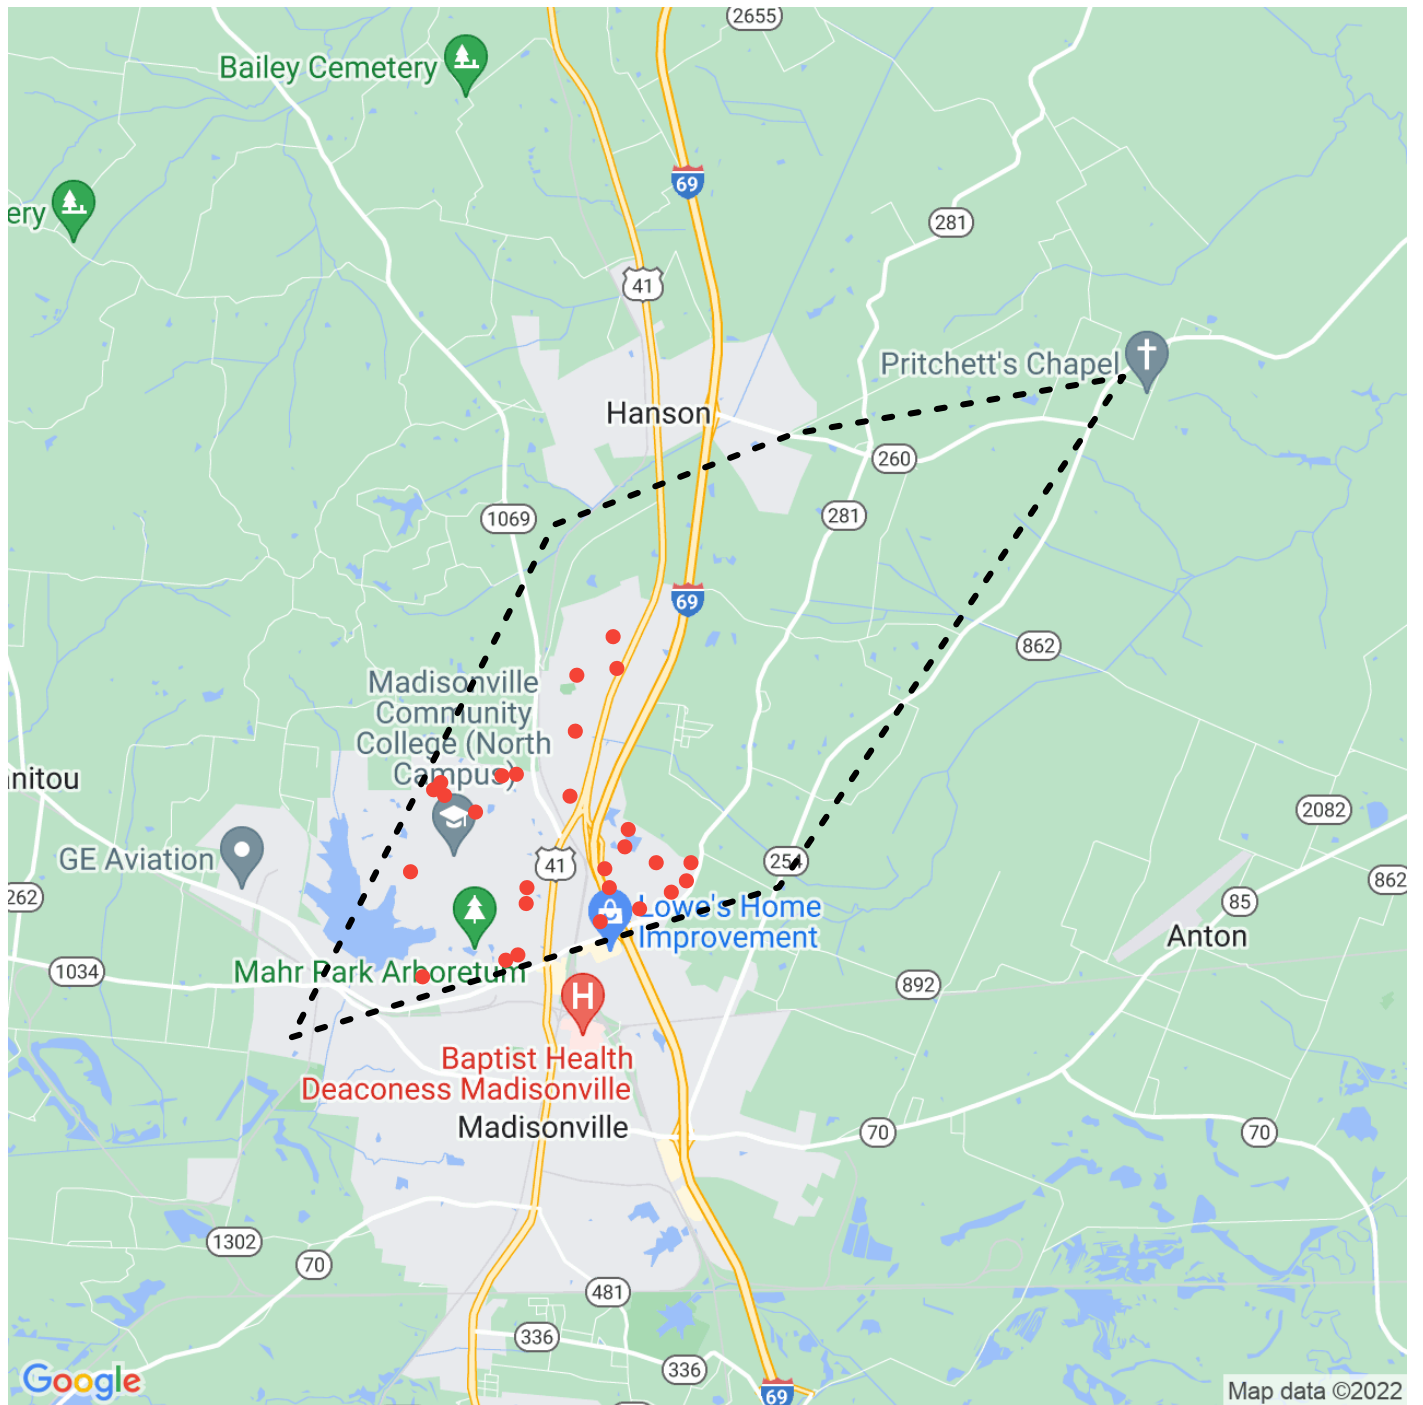 2655
Bailey Cemetery
69
ery
281
41
Pritchett's Chapel
Hanson
260
1069
281
69
862
Madisonville
Community
College (North
Campus)
anitou
2082
GE Aviation
41
254
862
262
85
Lowe's Home
Improvement
Anton
1034
Mahr Park Arboretum
892
H
Baptist Health
Deaconess Madisonville
Madisonville
70
70
1302
70
481
336
336
69
Google
Map data ©2022